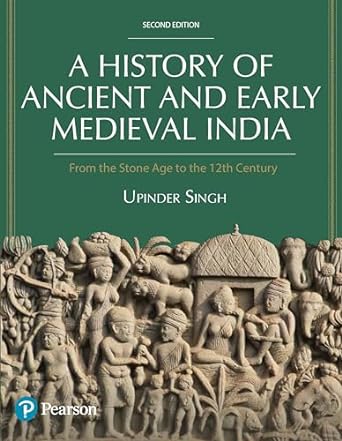 SECOND EDITION
A HISTORY OF
ANCIENT AND EARLY
MEDIEVAL INDIA
From the Stone Age to the 12th Century
UPINDER SINGH
Pearson